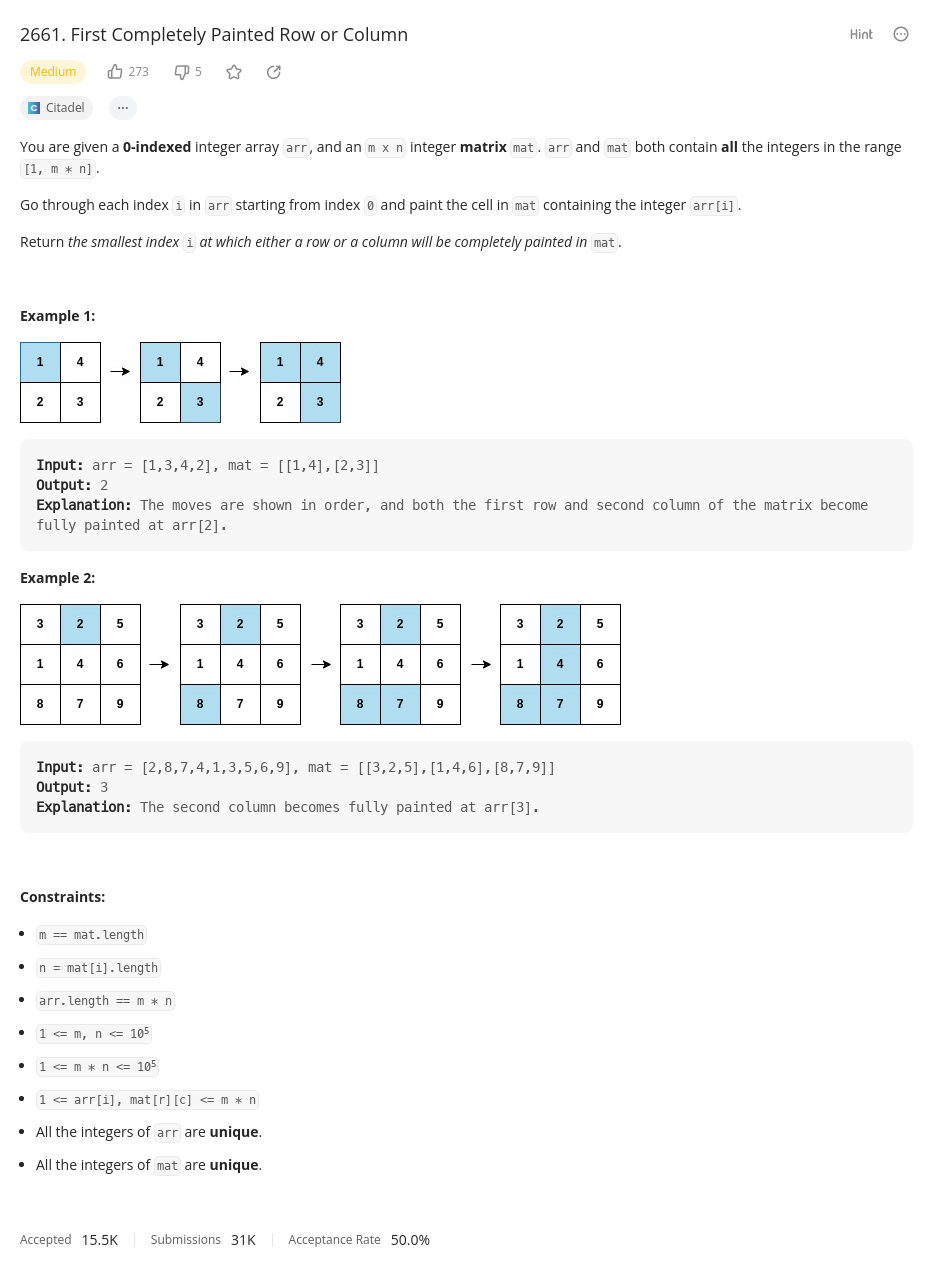 2661. First Completely Painted Row or Column
Hint
Medium
273
5
Citadel
You are given a 0-indexed integer array arr, and an m x n integer matrix mat. arr and mat both contain all the integers in the range
[1, m * n].
Go through each index i in arr starting from index 0 and paint the cell in mat containing the integer arr[i].
Return the smallest index i at which either a row or a column will be completely painted in mat.
Example 1:
1 4 1 4 1 4
2 3 2 3 2 3
Input: arr = [1,3,4,2], mat = [[1,4],[2,3]]
Output: 2
Explanation: The moves are shown in order, and both the first row and second column of the matrix become
fully painted at arr[2].
Example 2:
3 2 5 3 2 5 3 2 5 3 2 5
1 4 6 1 4 6 1 4 6 1 4 6
8 7 9 8 7 9 8 7 9 8 7 9
Input: arr = [2,8,7,4,1,3,5,6,9], mat = [[3,2,5],[1,4,6],[8,7,9]]
Output: 3
Explanation: The second column becomes fully painted at arr[3].
Constraints:
m == mat.length
n = mat[i].length
arr.length == m * n
1 <= m, n <= 10⁵
1 <= m * n <= 10⁵
1 <= arr[i], mat[r][c] <= m * n
All the integers of arr are unique.
All the integers of mat are unique.
Accepted 15.5K Submissions 31K Acceptance Rate 50.0%